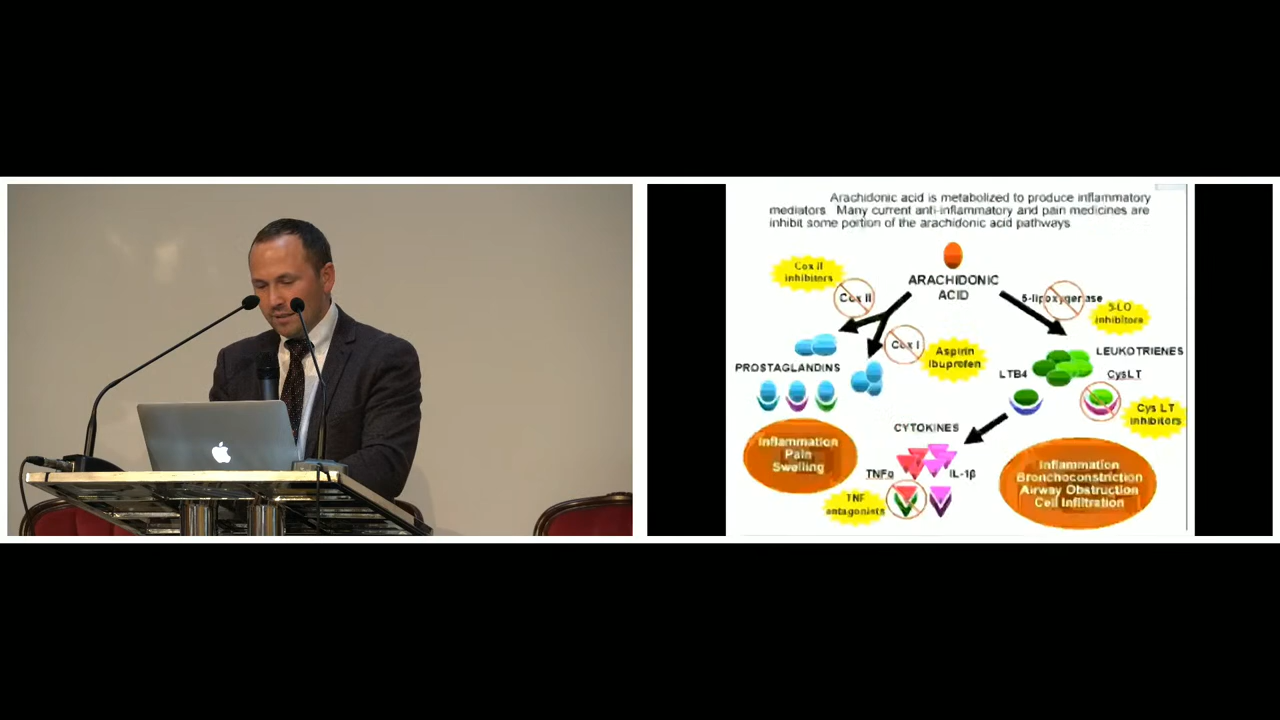 Arachidonic acid is metabolized to produce inflammatory
mediators. Many current anti-inflammatory and pain medicines are
inhibit some portion of the arachidonic acid pathways
Cox II
inhibitors
Cox II
ARACHIDONIC
ACID
5-lipoxygenase
5-LO
inhibitors
Cox I
Aspirin
Ibuprofen
PROSTAGLANDINS
LEUKOTRIENES
LTB4
CysLT
Cys LT
inhibitors
CYTOKINES
Inflammation
Pain
Swelling
TNFα
IL-1β
TNF
antagonists
Inflammation
Bronchoconstriction
Airway Obstruction
Cell Infiltration